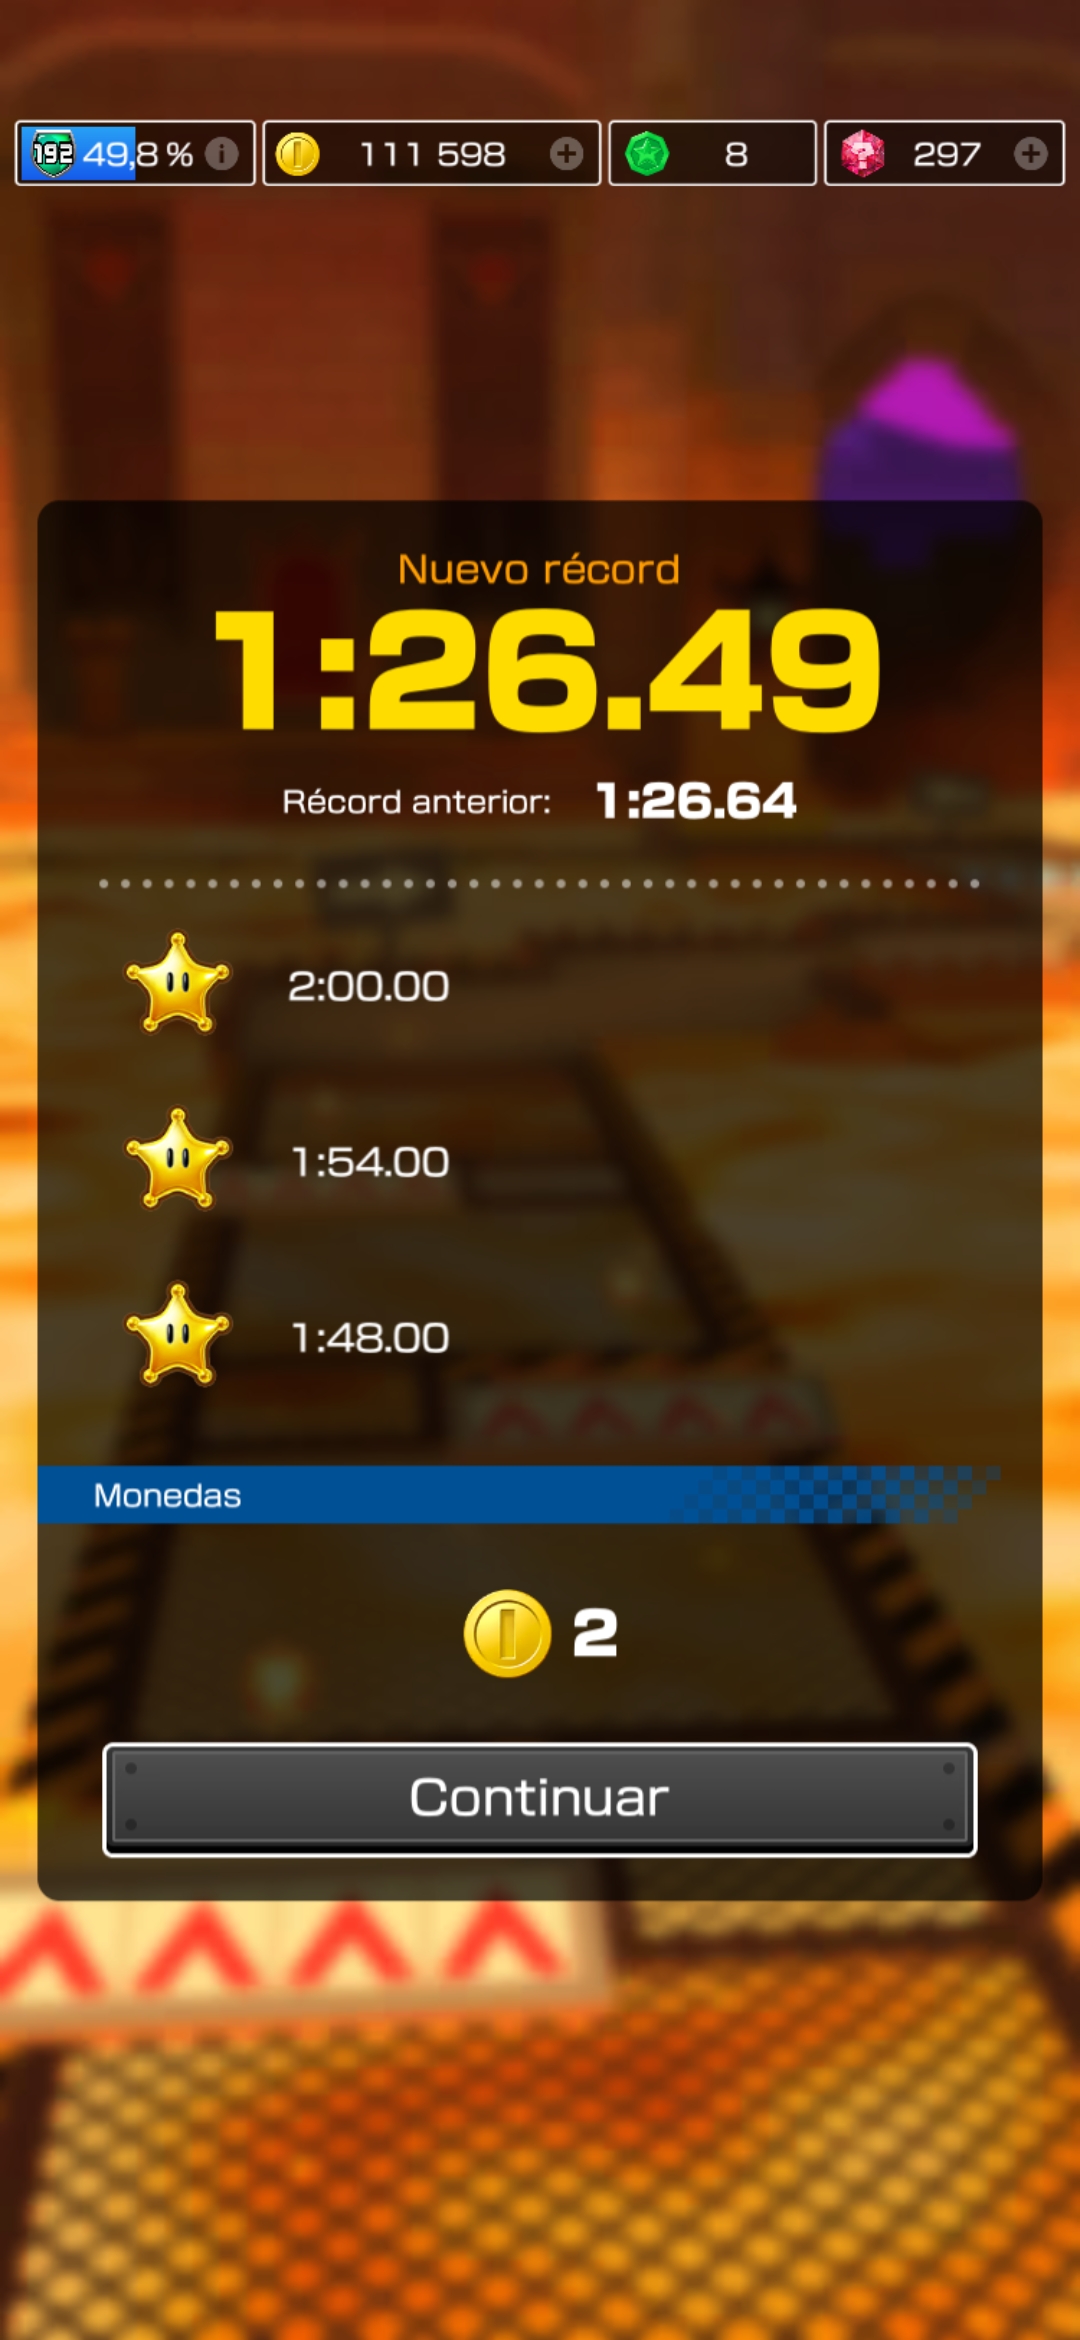 192 49,8 % i 111 598 + 8 ? 297 +
Nuevo récord
1:26.49
Récord anterior: 1:26.64
2:00.00
1:54.00
1:48.00
Monedas
2
Continuar